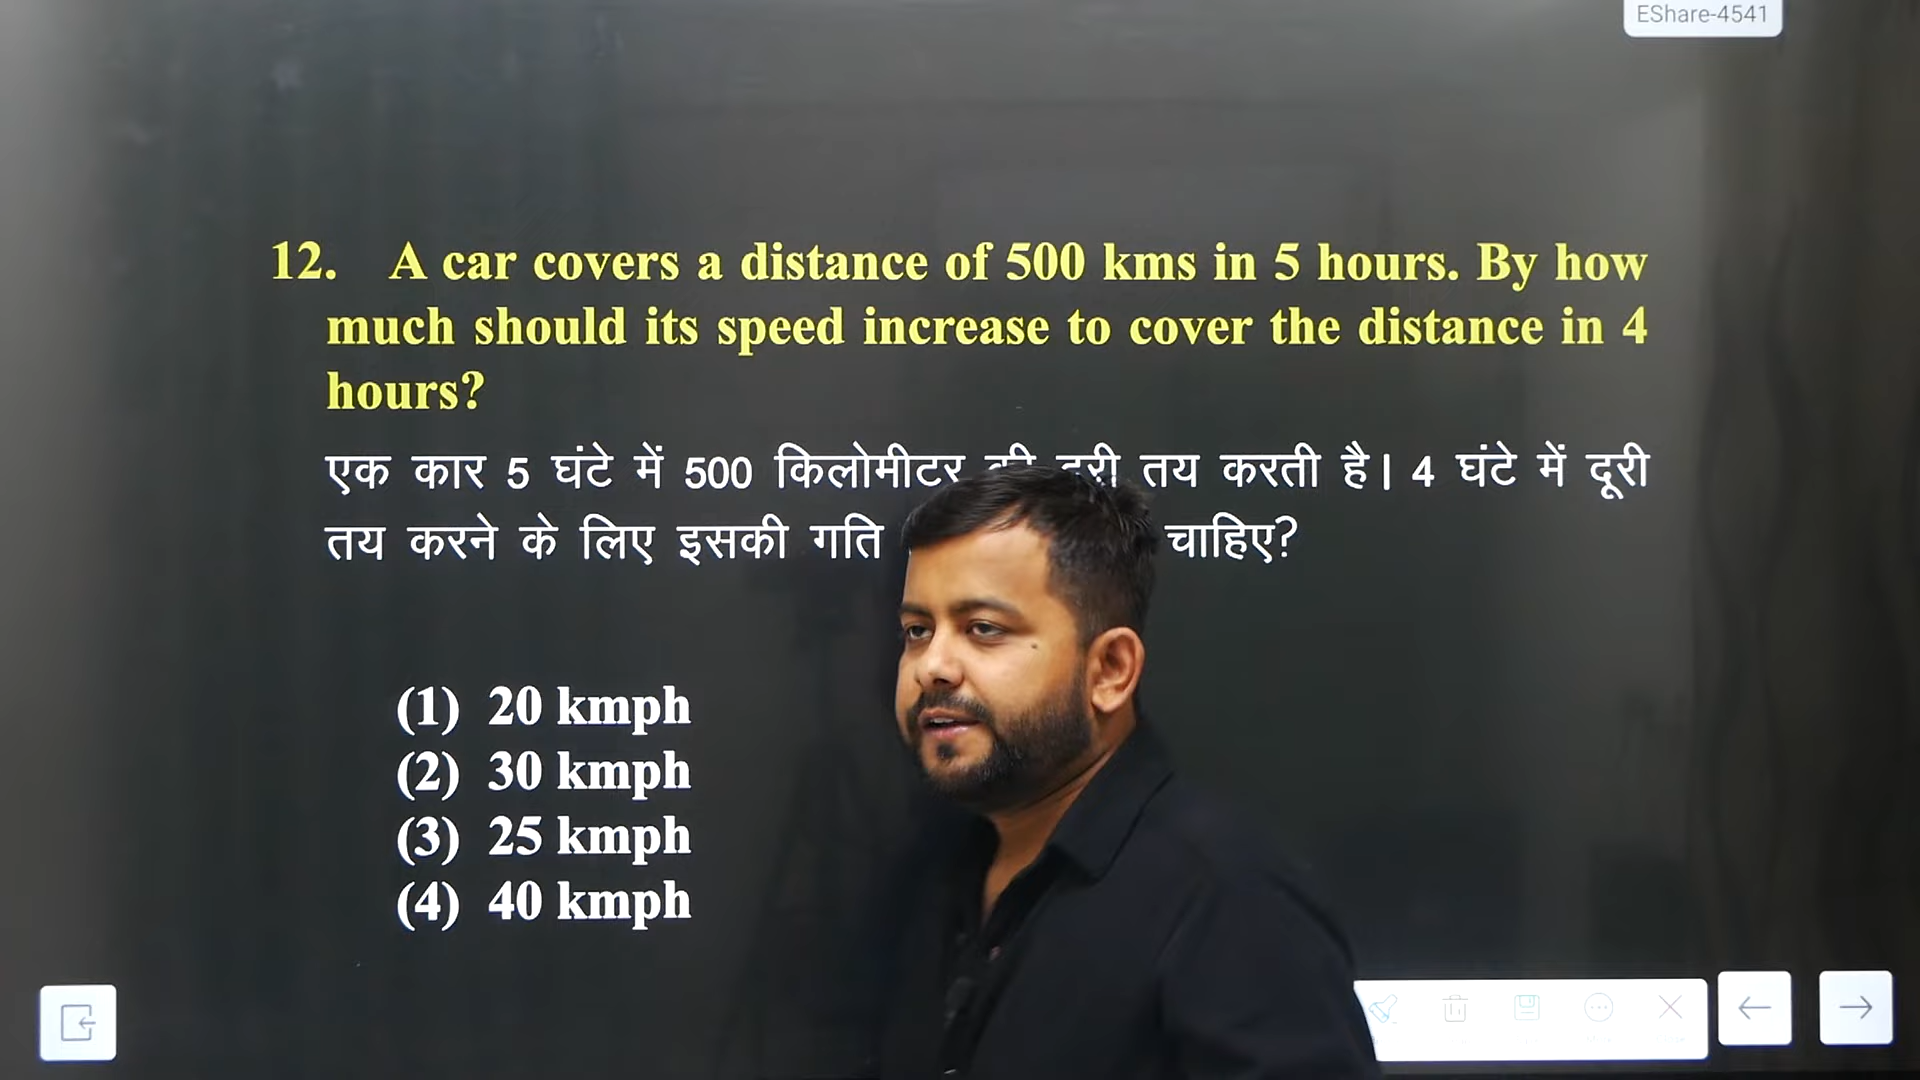 EShare-4541
12. A car covers a distance of 500 kms in 5 hours. By how
much should its speed increase to cover the distance in 4
hours?
एक कार 5 घंटे में 500 किलोमीटर की दूरी तय करती है| 4 घंटे में दूरी
तय करने के लिए इसकी गति चाहिए?
(1) 20 kmph
(2) 30 kmph
(3) 25 kmph
(4) 40 kmph